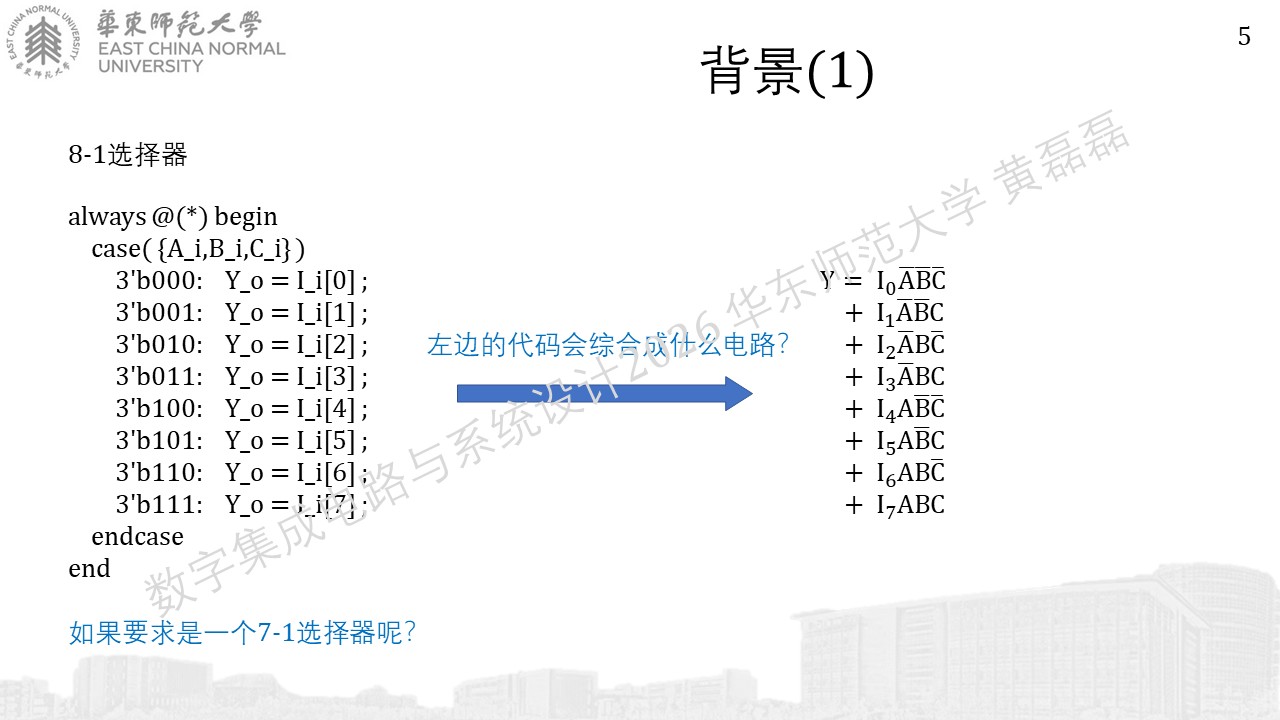 華東師範大學
EAST CHINA NORMAL
UNIVERSITY
5
背景(1)
8-1选择器
always @(*) begin
case( {A_i,B_i,C_i} )
3'b000: Y_o = I_i[0] ;
3'b001: Y_o = I_i[1] ;
3'b010: Y_o = I_i[2] ;
3'b011: Y_o = I_i[3] ;
3'b100: Y_o = I_i[4] ;
3'b101: Y_o = I_i[5] ;
3'b110: Y_o = I_i[6] ;
3'b111: Y_o = I_i[7] ;
endcase
end
如果要求是一个7-1选择器呢?
左边的代码会综合成什么电路?
Y = I₀A̅B̅C̅
+ I₁A̅B̅C
+ I₂A̅BC̅
+ I₃A̅BC
+ I₄AB̅C̅
+ I₅AB̅C
+ I₆ABC̅
+ I₇ABC
数字集成电路与系统设计2026 华东师范大学 黄磊磊